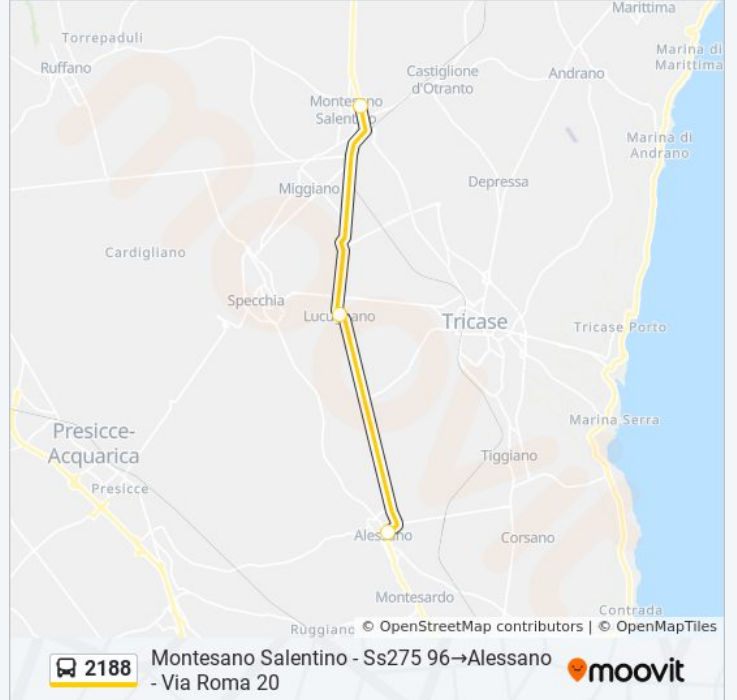 Marittima
Torrepaduli
Marina di
Marittima
Ruffano
Castiglione
d'Otranto
Andrano
Montesano
Salentino
Marina di
Andrano
Miggiano
Depressa
Cardigliano
Specchia
Lucugnano
Tricase
Tricase Porto
Marina Serra
Presicce-
Acquarica
Tiggiano
Presicce
Alessano
Corsano
Montesardo
Contrada
Ruggiano
© OpenStreetMap contributors | © OpenMapTiles
2188
Montesano Salentino - Ss275 96→Alessano
- Via Roma 20
moovit
moovit